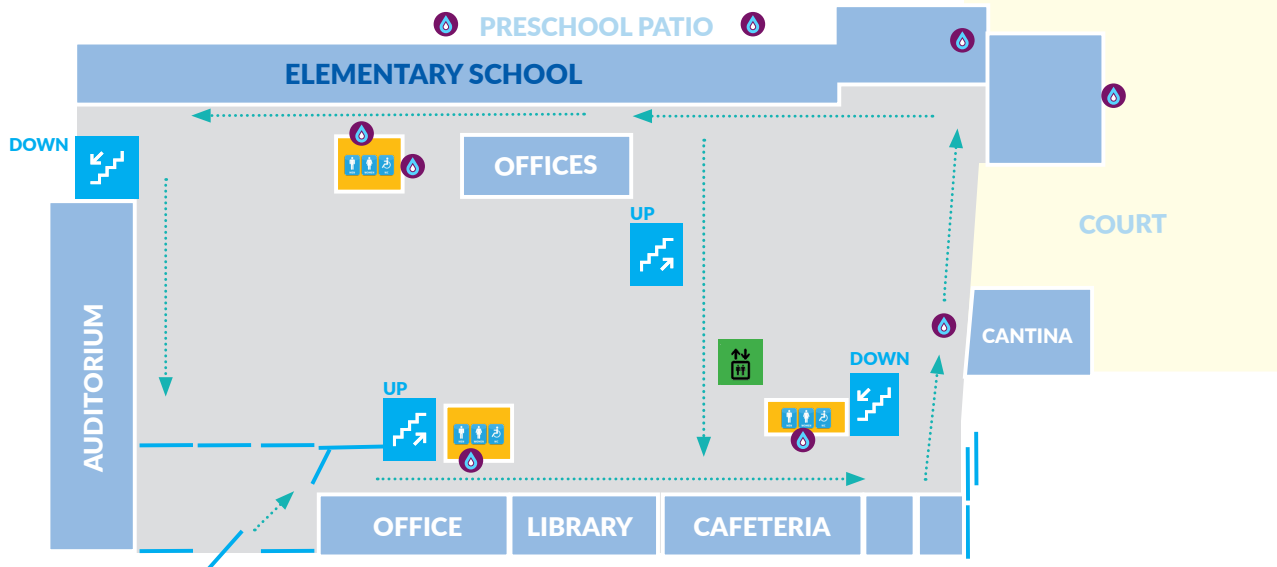 PRESCHOOL PATIO
ELEMENTARY SCHOOL
DOWN
OFFICES
UP
COURT
AUDITORIUM
CANTINA
DOWN
UP
OFFICE
LIBRARY
CAFETERIA